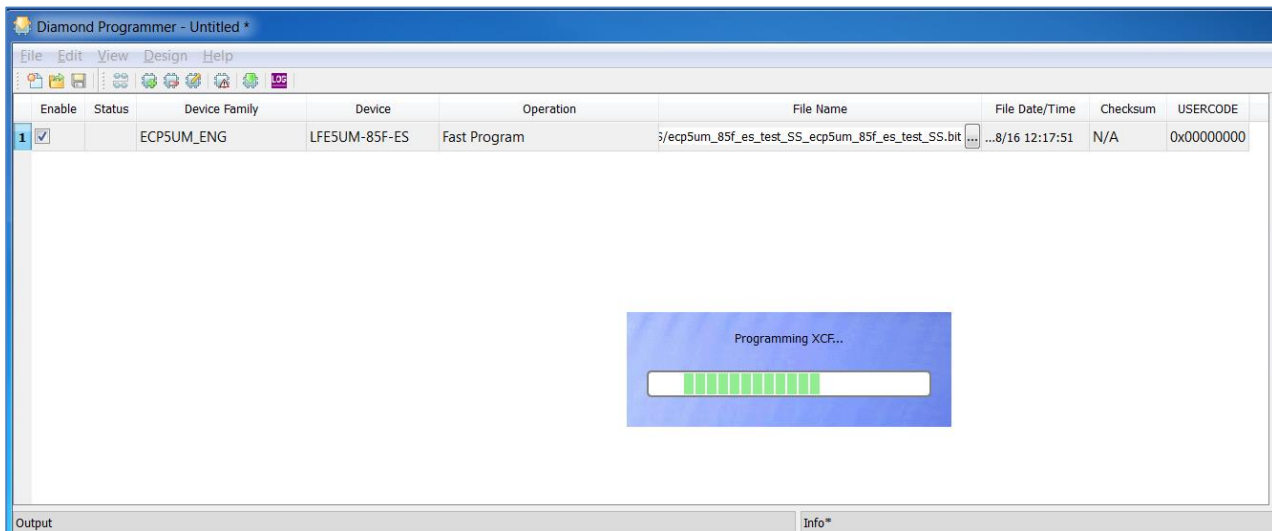 Diamond Programmer - Untitled *
File Edit View Design Help
LOG
Enable Status Device Family Device Operation File Name File Date/Time Checksum USERCODE
1 ECP5UM_ENG LFE5UM-85F-ES Fast Program /ecp5um_85f_es_test_SS_ecp5um_85f_es_test_SS.bit ... ...8/16 12:17:51 N/A 0x00000000
Programming XCF...
Output Info*